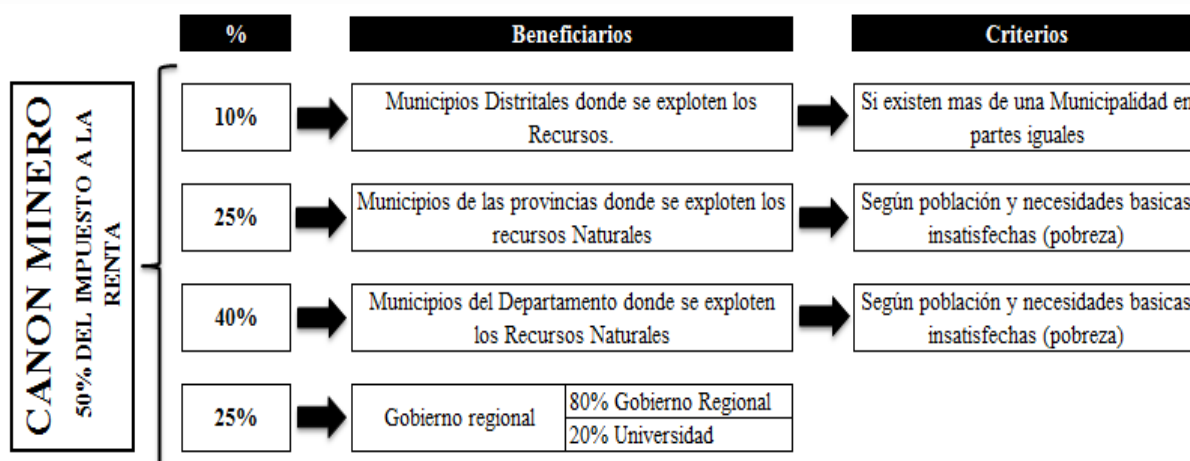 %
Beneficiarios
Criterios
CANON MINERO
50% DEL IMPUESTO A LA
RENTA
10%
Municipios Distritales donde se exploten los
Recursos.
Si existen mas de una Municipalidad en
partes iguales
25%
Municipios de las provincias donde se exploten los
recursos Naturales
Según población y necesidades basicas
insatisfechas (pobreza)
40%
Municipios del Departamento donde se exploten
los Recursos Naturales
Según población y necesidades basicas
insatisfechas (pobreza)
25%
Gobierno regional
80% Gobierno Regional
20% Universidad